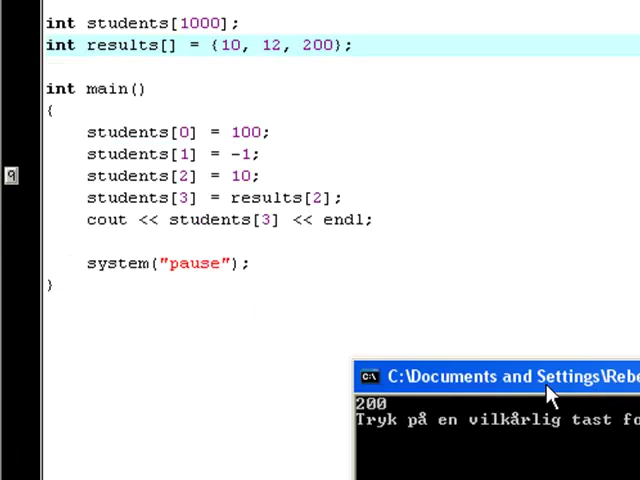 int students[1000];
int results[] = {10, 12, 200};
int main()
{
students[0] = 100;
students[1] = -1;
9
students[2] = 10;
students[3] = results[2];
cout << students[3] << endl;
system("pause");
}
C:\Documents and Settings\Rebe
200
Tryk på en vilkårlig tast fo